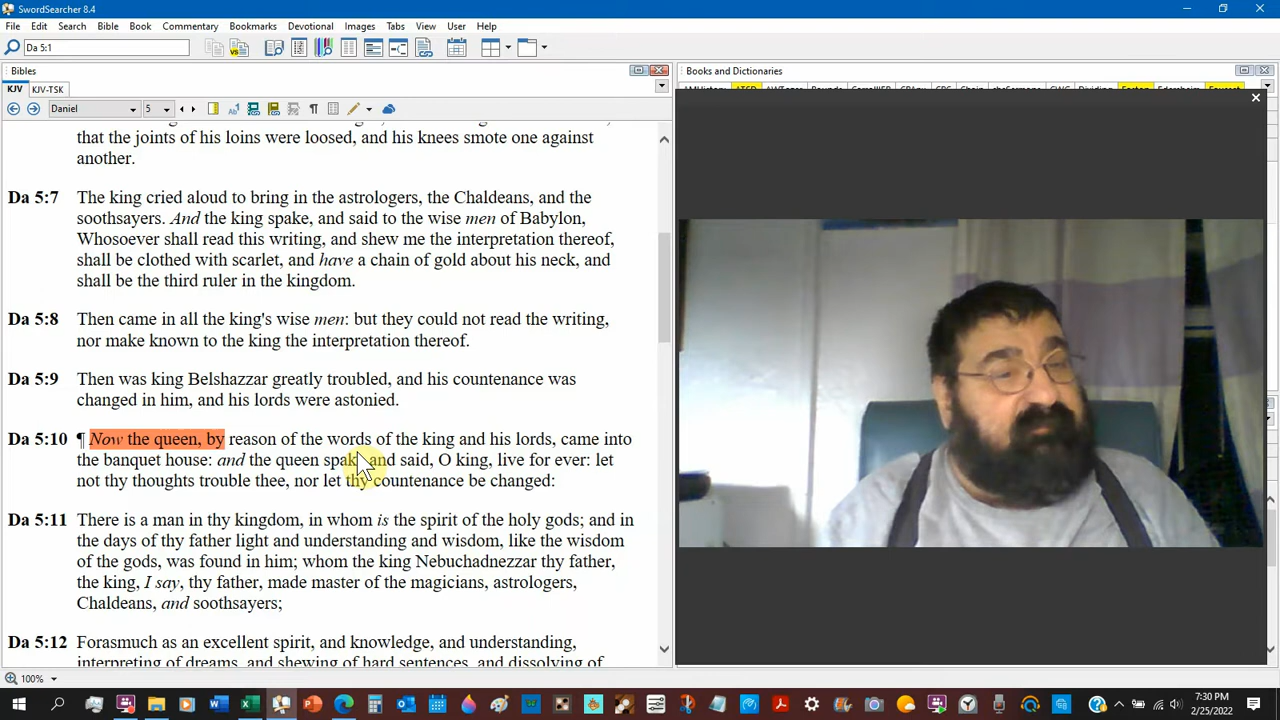 SwordSearcher 8.4
File Edit Search Bible Book Commentary Bookmarks Devotional Images Tabs View User Help
Da 5:1
Bibles
KJV KJV-TSK
Daniel 5
that the joints of his loins were loosed, and his knees smote one against
another.
Da 5:7 The king cried aloud to bring in the astrologers, the Chaldeans, and the
soothsayers. And the king spake, and said to the wise men of Babylon,
Whosoever shall read this writing, and shew me the interpretation thereof,
shall be clothed with scarlet, and have a chain of gold about his neck, and
shall be the third ruler in the kingdom.
Da 5:8 Then came in all the king's wise men: but they could not read the writing,
nor make known to the king the interpretation thereof.
Da 5:9 Then was king Belshazzar greatly troubled, and his countenance was
changed in him, and his lords were astonied.
Da 5:10 ¶ Now the queen, by reason of the words of the king and his lords, came into
the banquet house: and the queen spake and said, O king, live for ever: let
not thy thoughts trouble thee, nor let thy countenance be changed:
Da 5:11 There is a man in thy kingdom, in whom is the spirit of the holy gods; and in
the days of thy father light and understanding and wisdom, like the wisdom
of the gods, was found in him; whom the king Nebuchadnezzar thy father,
the king, I say, thy father, made master of the magicians, astrologers,
Chaldeans, and soothsayers;
Da 5:12 Forasmuch as an excellent spirit, and knowledge, and understanding,
interpreting of dreams, and shewing of hard sentences, and dissolving of
100%
Books and Dictionaries
7:30 PM
2/25/2022